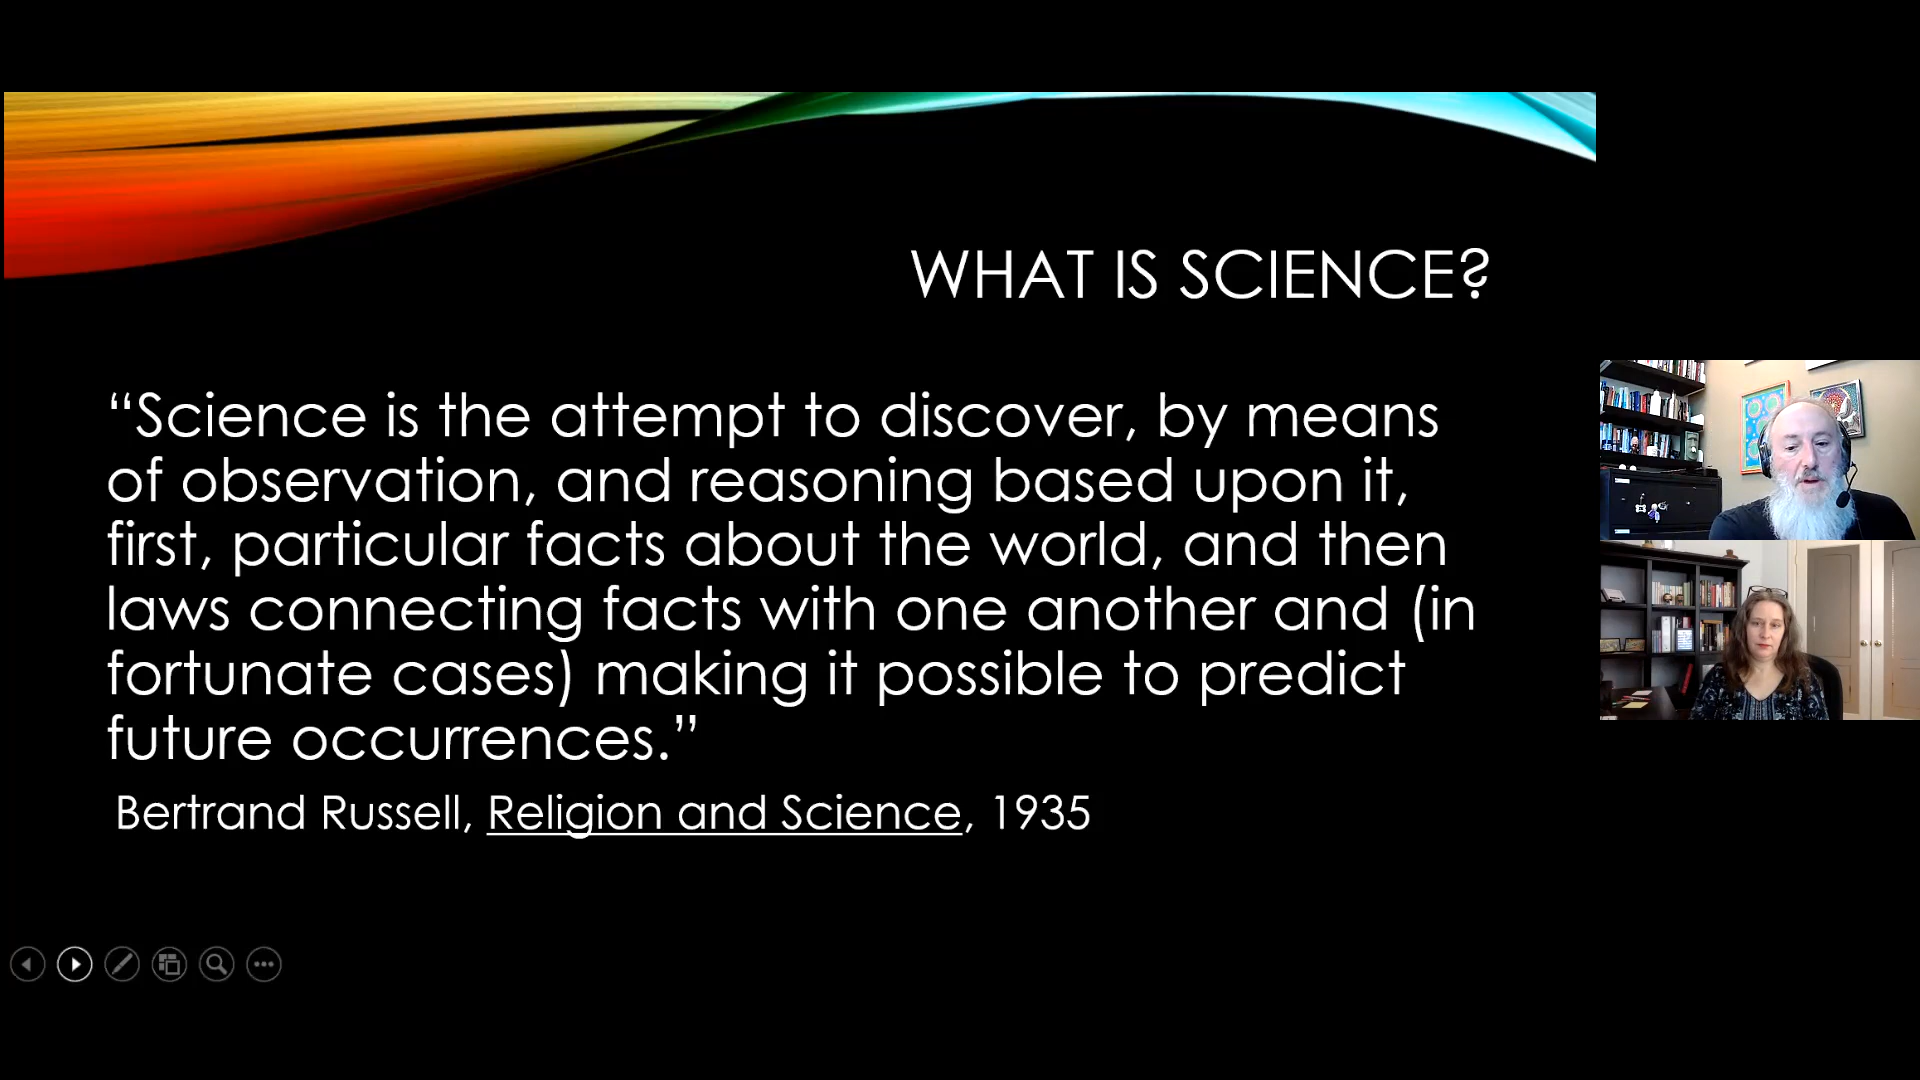 WHAT IS SCIENCE?
“Science is the attempt to discover, by means
of observation, and reasoning based upon it,
first, particular facts about the world, and then
laws connecting facts with one another and (in
fortunate cases) making it possible to predict
future occurrences.”
Bertrand Russell, Religion and Science, 1935